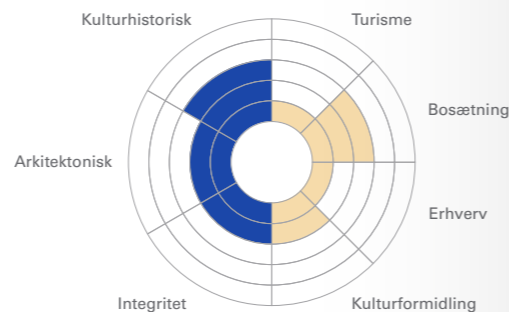 Kulturhistorisk
Turisme
Bosætning
Arkitektonisk
Erhverv
Integritet
Kulturformidling